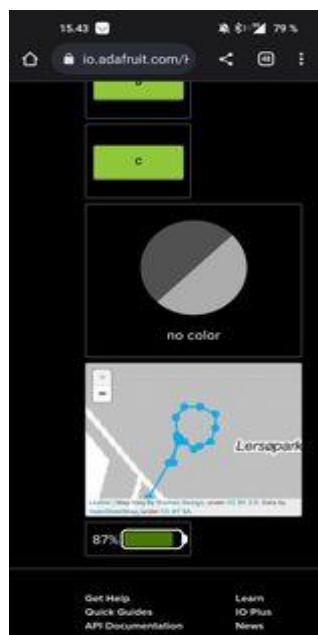 15.43 79 %
io.adafruit.com/
c
no color
+
−
Lersøpark
87%
Get Help
Quick Guides
API Documentation
Learn
IO Plus
News